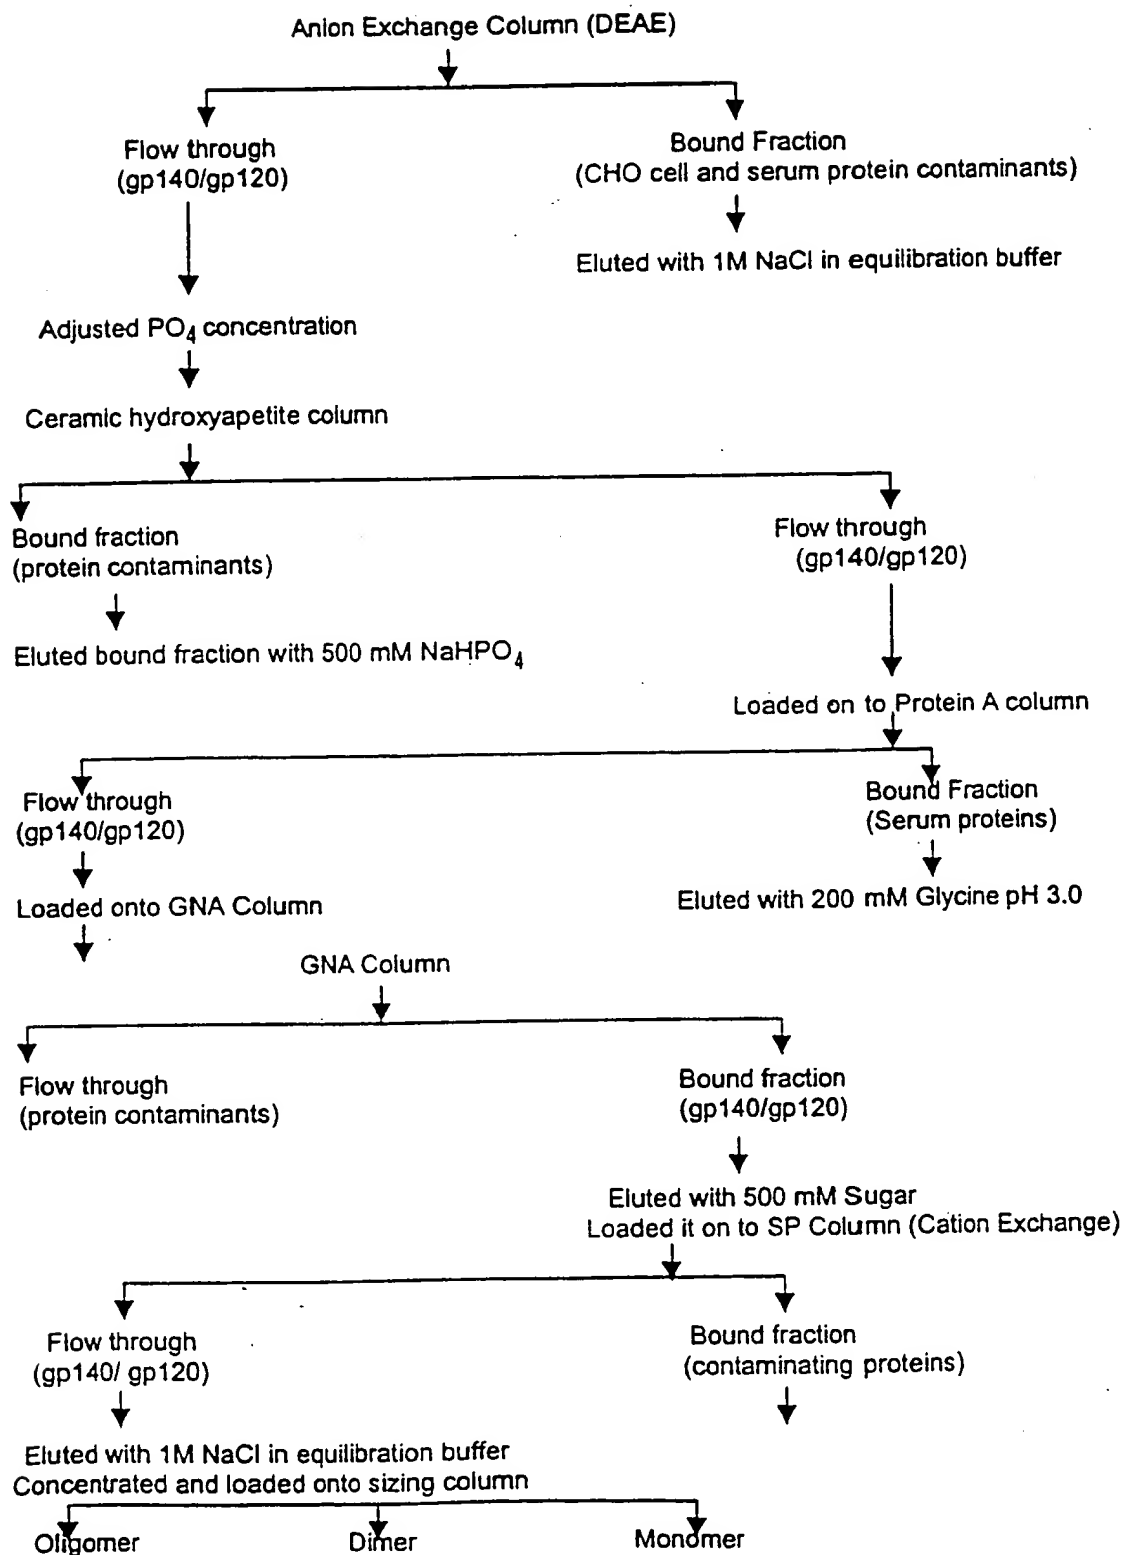 Anion Exchange Column (DEAE)
Flow through
(gp140/gp120)
Bound Fraction
(CHO cell and serum protein contaminants)
Eluted with 1M NaCl in equilibration buffer
Adjusted PO4 concentration
Ceramic hydroxyapetite column
Bound fraction
(protein contaminants)
Eluted bound fraction with 500 mM NaHPO4
Flow through
(gp140/gp120)
Loaded on to Protein A column
Flow through
(gp140/gp120)
Loaded onto GNA Column
Bound Fraction
(Serum proteins)
Eluted with 200 mM Glycine pH 3.0
GNA Column
Flow through
(protein contaminants)
Bound fraction
(gp140/gp120)
Eluted with 500 mM Sugar
Loaded it on to SP Column (Cation Exchange)
Flow through
(gp140/ gp120)
Bound fraction
(contaminating proteins)
Eluted with 1M NaCl in equilibration buffer
Concentrated and loaded onto sizing column
Oligomer
Dimer
Monomer